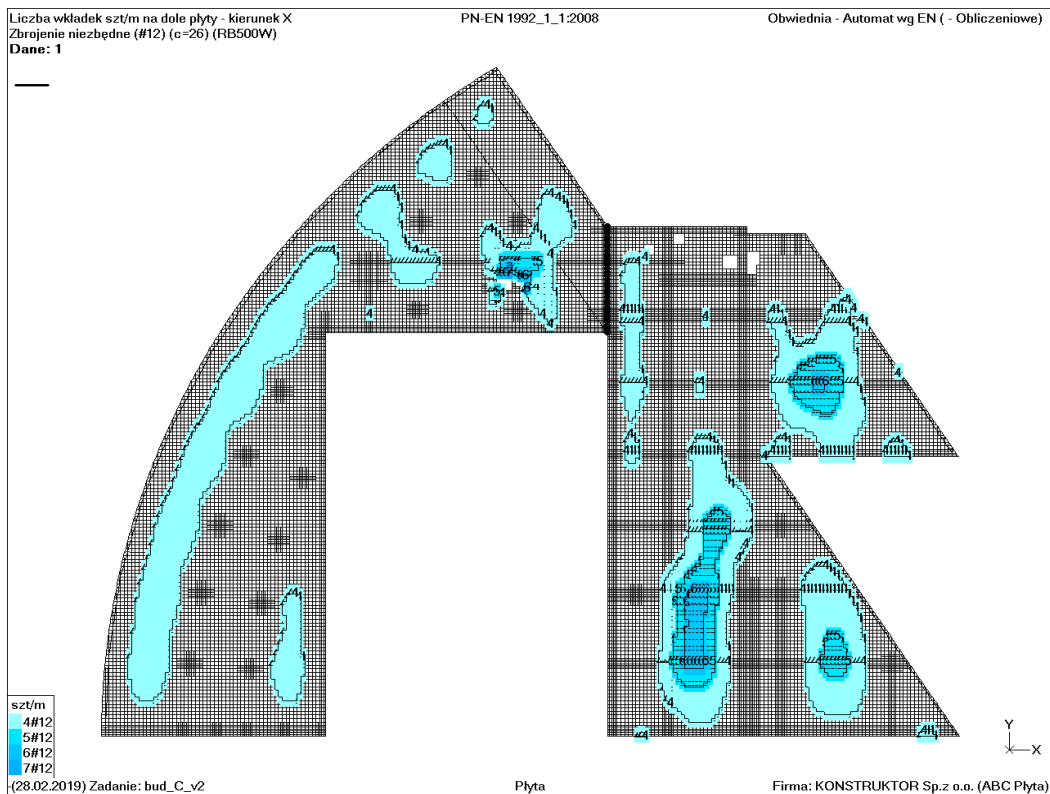 Liczba wkładek szt/m na dole płyty - kierunek X
PN-EN 1992_1_1:2008
Obwiednia - Automat wg EN ( - Obliczeniowe)
Zbrojenie niezbędne (#12) (c=26) (RB500W)
Dane: 1
szt/m
4#12
5#12
6#12
7#12
Y
X
(28.02.2019) Zadanie: bud_C_v2
Płyta
Firma: KONSTRUKTOR Sp.z o.o. (ABC Płyta)